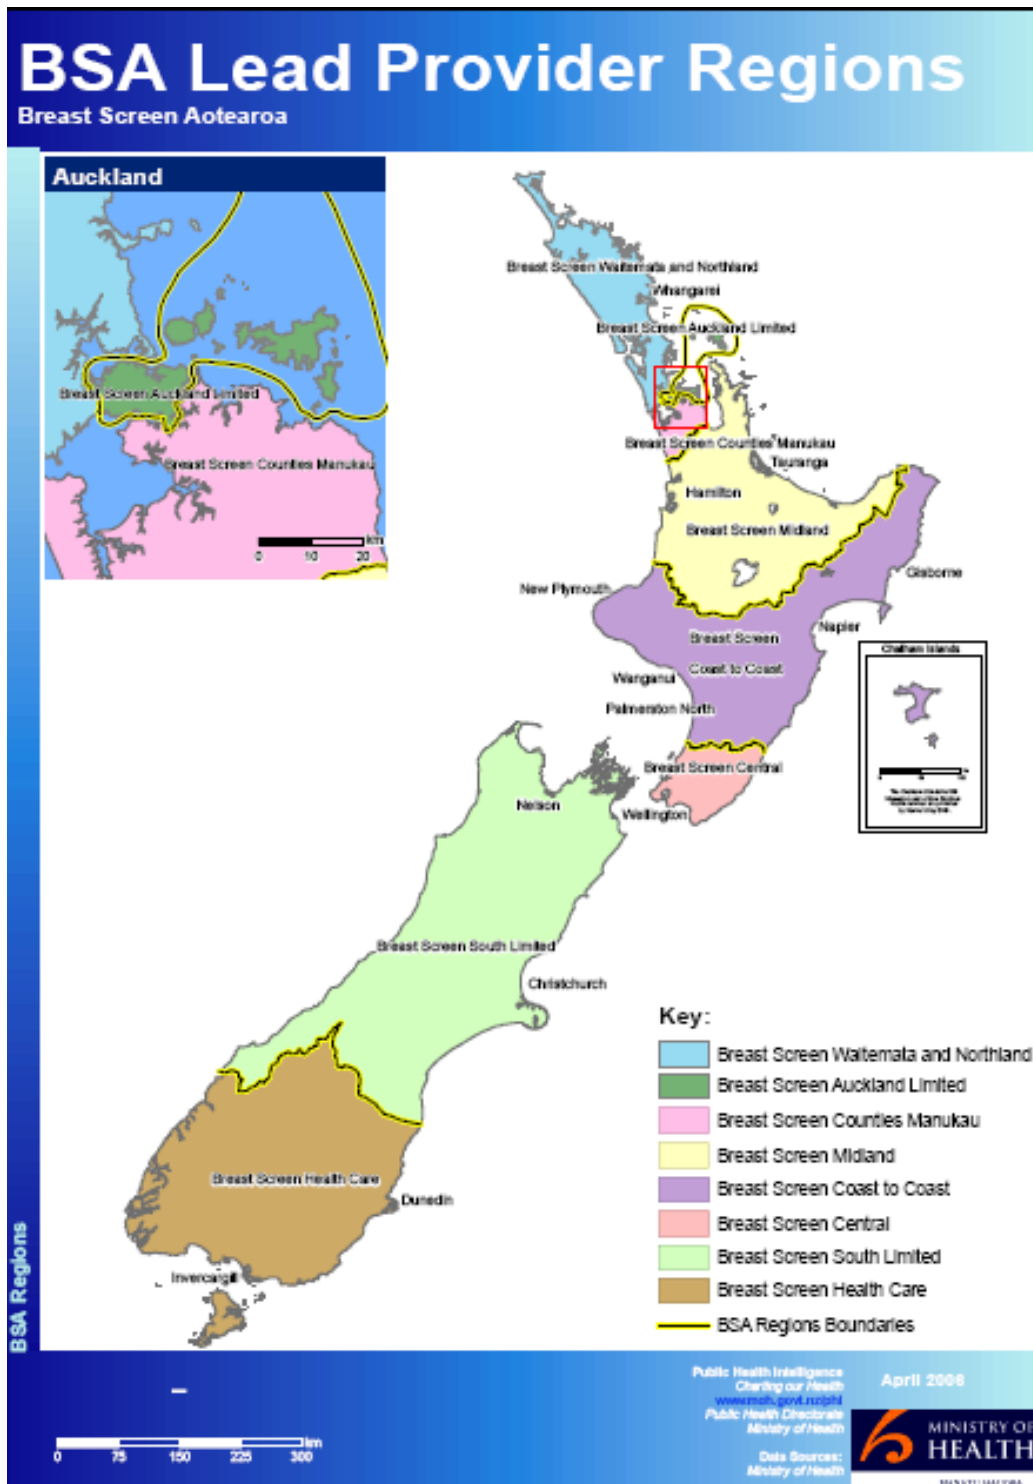 BSA Lead Provider Regions
Breast Screen Aotearoa
Auckland
Breast Screen Auckland Limited
Breast Screen Counties Manukau
km
0 10 20
Breast Screen Waitemata and Northland
Whangarei
Breast Screen Auckland Limited
Breast Screen Counties Manukau
Tauranga
Hamilton
Breast Screen Midland
Gisborne
New Plymouth
Napier
Breast Screen
Coast to Coast
Wanganui
Palmerston North
Chatham Islands
Breast Screen Central
Nelson
Wellington
Breast Screen South Limited
Christchurch
Breast Screen Health Care
Dunedin
Invercargill
Key:
Breast Screen Waitemata and Northland
Breast Screen Auckland Limited
Breast Screen Counties Manukau
Breast Screen Midland
Breast Screen Coast to Coast
Breast Screen Central
Breast Screen South Limited
Breast Screen Health Care
BSA Regions Boundaries
BSA Regions
km
0 75 150 225 300
Public Health Intelligence
Charting our Health
www.moh.govt.nz/phi
Public Health Directorate
Ministry of Health
Data Sources:
Ministry of Health
April 2006
MINISTRY OF
HEALTH